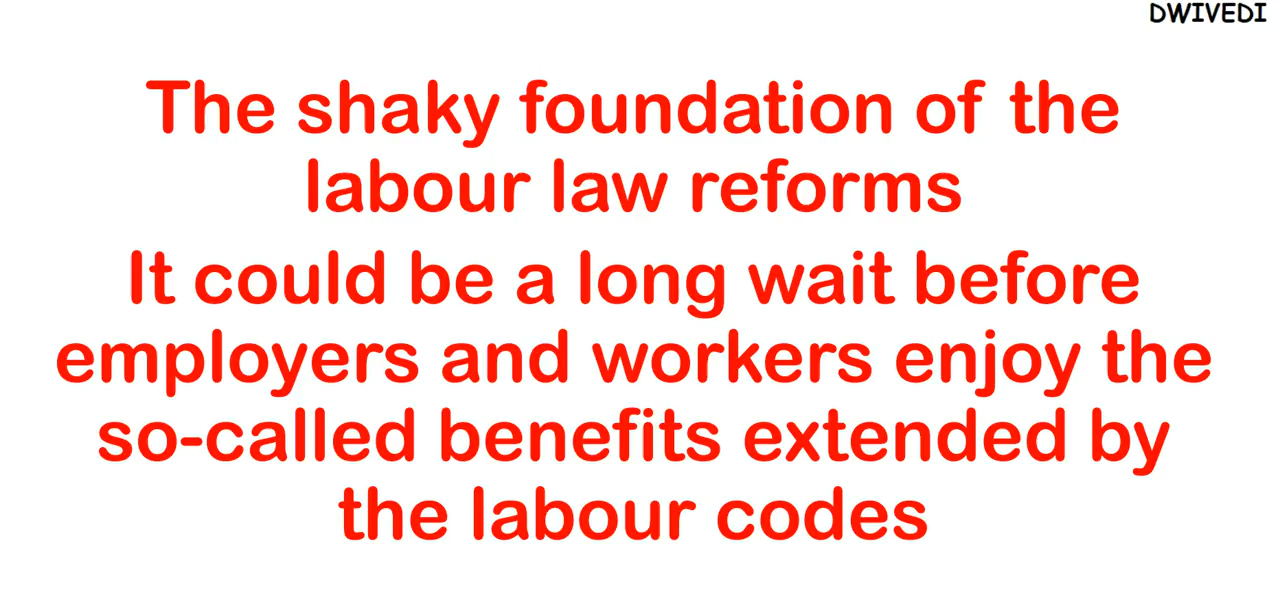 DWIVEDI
The shaky foundation of the
labour law reforms
It could be a long wait before
employers and workers enjoy the
so-called benefits extended by
the labour codes